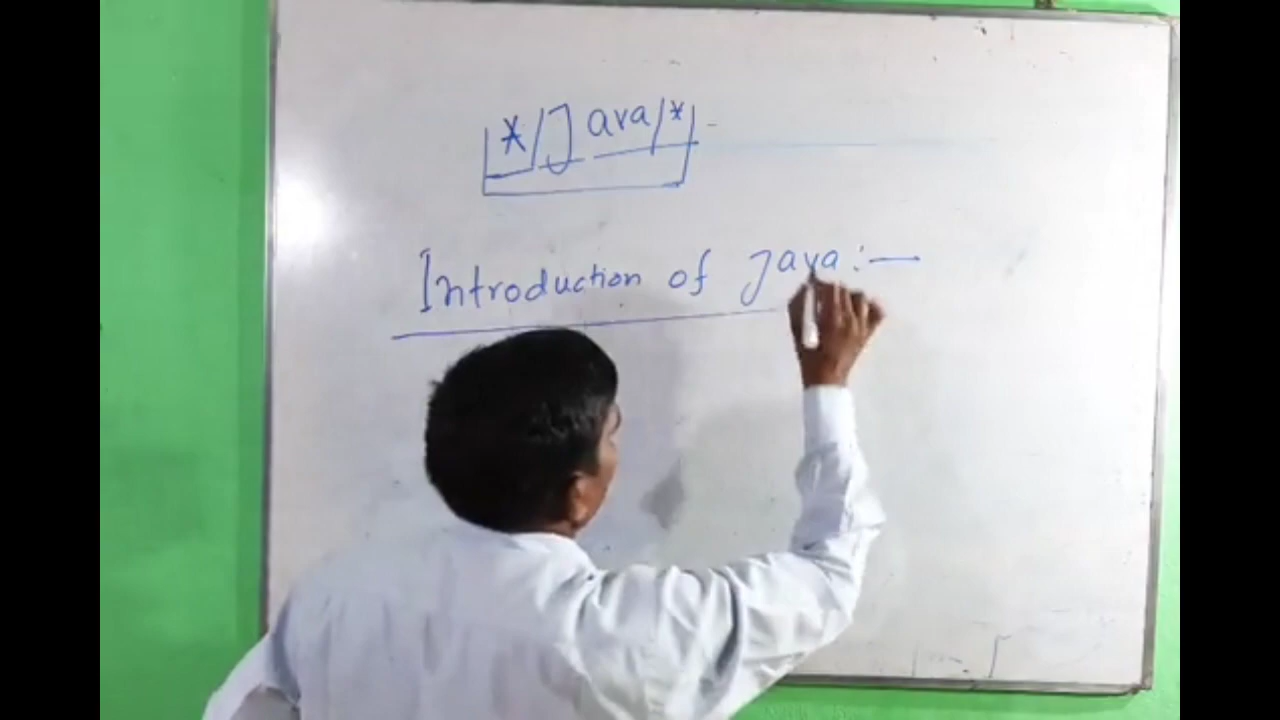 */Java/*
Introduction of Java:—